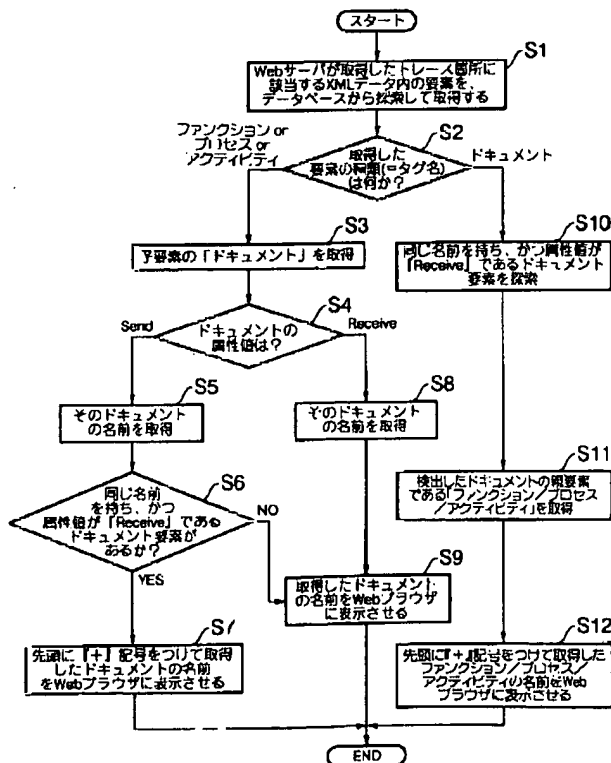 スタート
S1
Webサーバが取得したトレース箇所に
該当するXMLデータ内の要素を、
データベースから探索して取得する
ファンクション or
プロセス or
アクティビティ
S2
取得した
要素の種類(=タグ名)
は何か？
ドキュメント
S3
子要素の「ドキュメント」を取得
S10
同じ名前を持ち、かつ属性値が
「Receive」であるドキュメント
要素を探索
S4
Send
ドキュメントの
属性値は？
Receive
S5
そのドキュメント
の名前を取得
S8
そのドキュメント
の名前を取得
S11
検出したドキュメントの親要素
である「ファンクション／プロセス
／アクティビティ」を取得
S6
同じ名前
を持ち、かつ
属性値が「Receive」である
ドキュメント要素が
あるか？
NO
YES
S9
取得したドキュメント
の名前をWebブラウザ
に表示させる
S7
先頭に『＋』記号をつけて取得
したドキュメントの名前
をWebブラウザに表示させる
S12
先頭に『＋』記号をつけて取得した
ファンクション／プロセス／
アクティビティの名前をWeb
ブラウザに表示させる
END